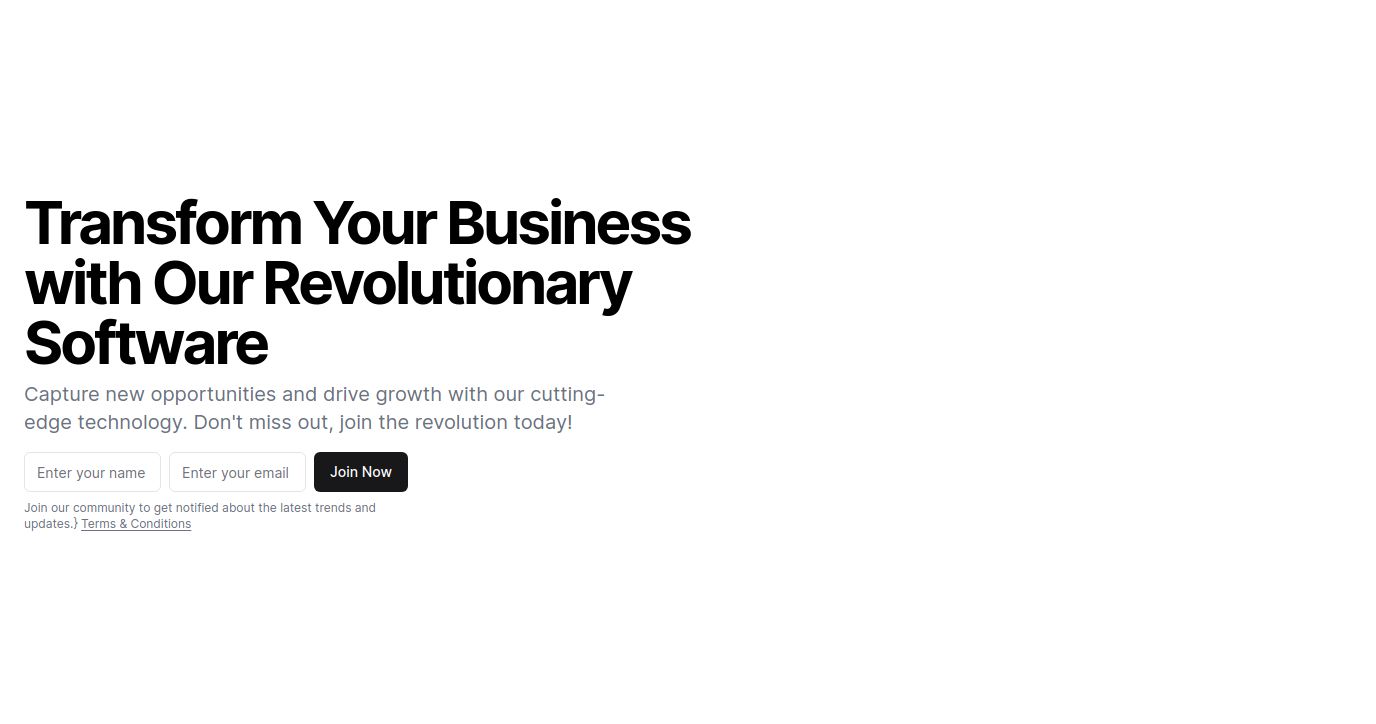 Transform Your Business
with Our Revolutionary
Software
Capture new opportunities and drive growth with our cutting-
edge technology. Don't miss out, join the revolution today!
Enter your name Enter your email Join Now
Join our community to get notified about the latest trends and
updates.} Terms & Conditions